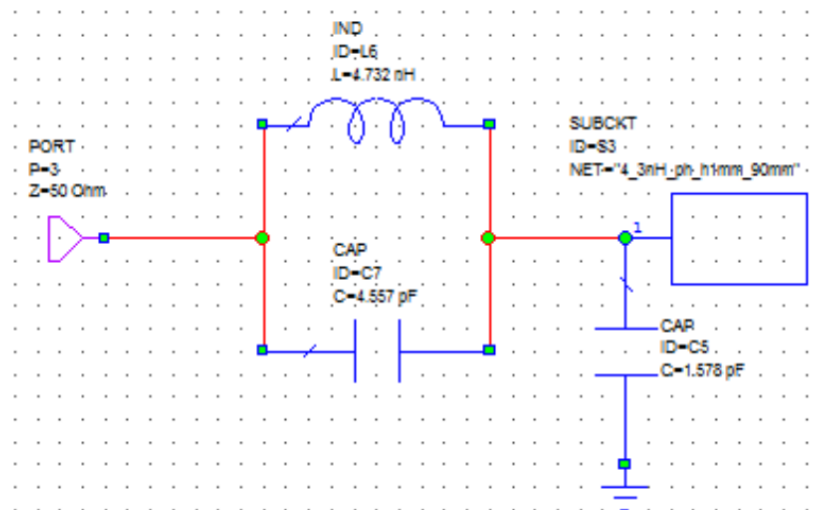 IND
ID=L6
L=4.732 nH
PORT
P=3
Z=50 Ohm
SUBCKT
ID=S3
NET="4_3nH_ph_h1mm_90mm"
1
CAP
ID=C7
C=4.557 pF
CAP
ID=C5
C=1.578 pF